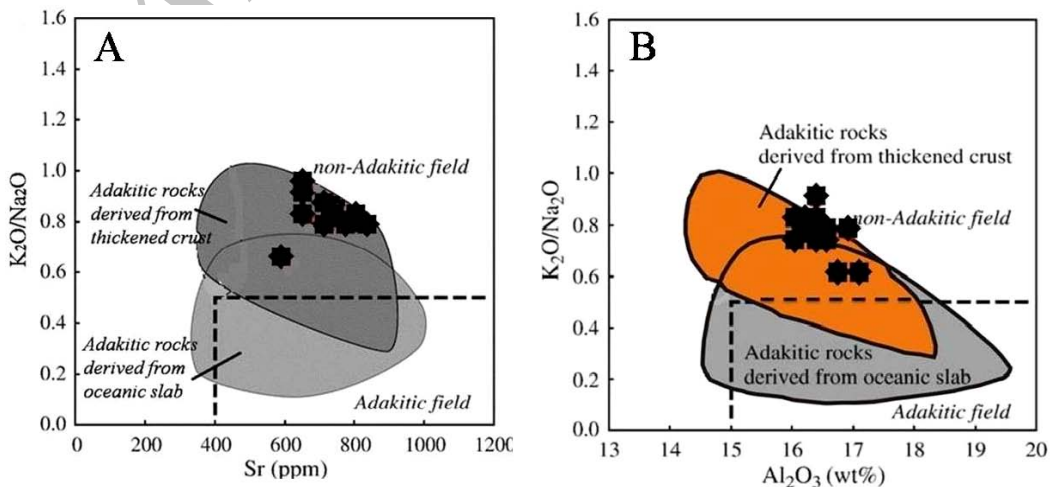 A
K₂O/Na₂O
1.6
1.4
1.2
1.0
0.8
0.6
0.4
0.2
0.0
non-Adakitic field
Adakitic rocks
derived from
thickened crust
Adakitic rocks
derived from
oceanic slab
Adakitic field
0
200
400
600
800
1000
Sr (ppm)
B
K₂O/Na₂O
1.6
1.4
1.2
1.0
0.8
0.6
0.4
0.2
0.0
Adakitic rocks
derived from thickened crust
non-Adakitic field
Adakitic rocks
derived from oceanic slab
Adakitic field
13
14
15
16
17
18
19
20
Al₂O₃ (wt%)